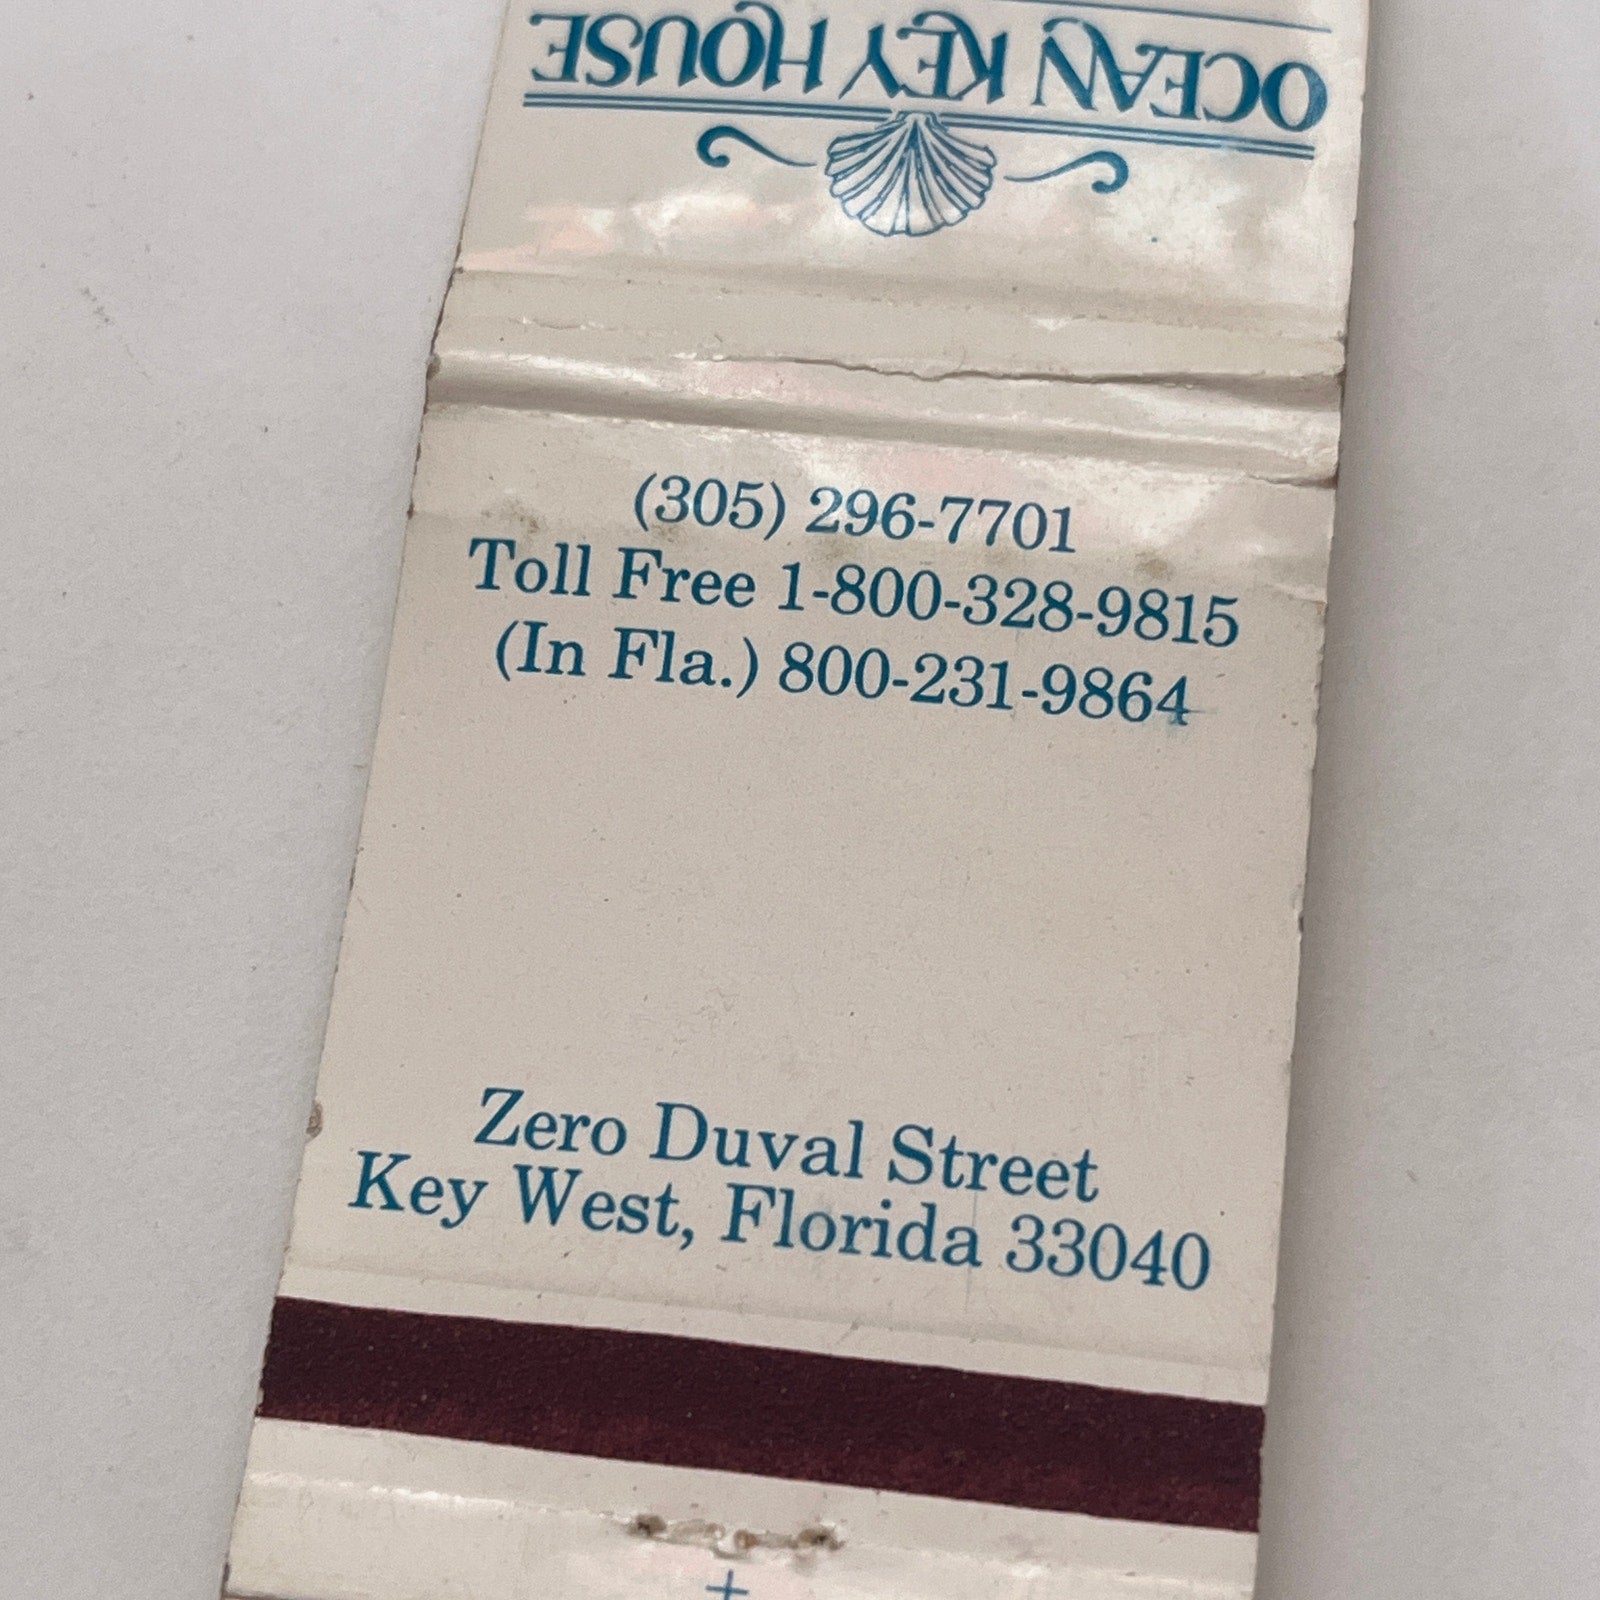 OCEAN KEY HOUSE
(305) 296-7701
Toll Free 1-800-328-9815
(In Fla.) 800-231-9864
Zero Duval Street
Key West, Florida 33040